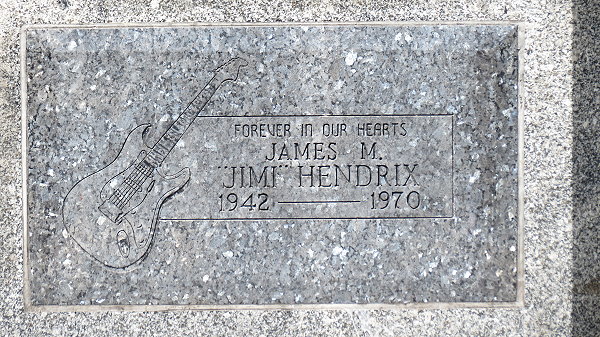 FOREVER IN OUR HEARTS
JAMES M.
"JIMI" HENDRIX
1942 — 1970